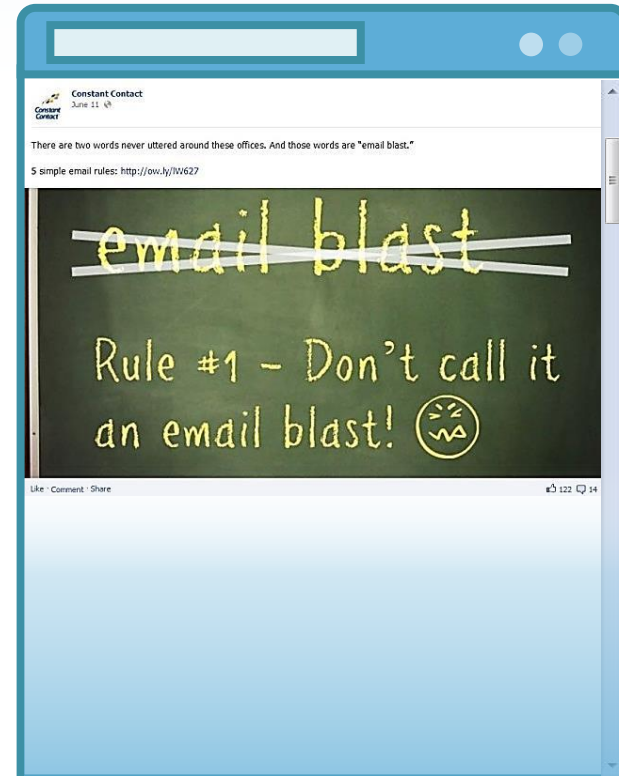 Constant Contact
June 11
Constant
Contact
There are two words never uttered around these offices. And those words are "email blast."
5 simple email rules: http://ow.ly/lW627
email blast
Rule #1 - Don't call it
an email blast!
Like · Comment · Share
122 14